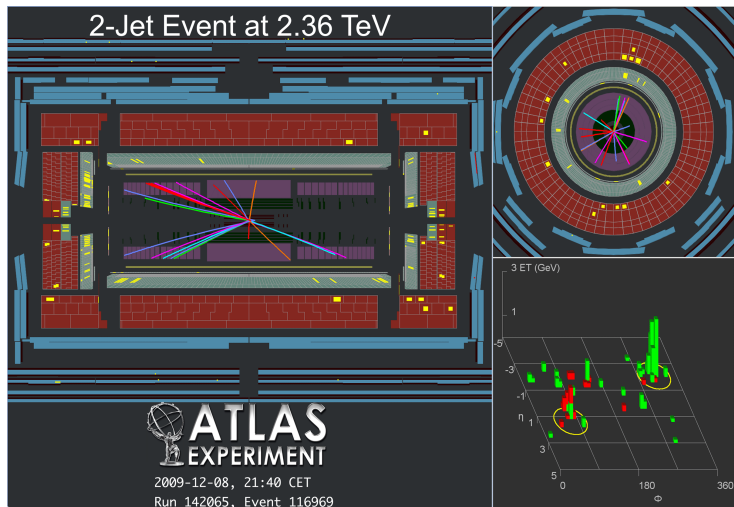 2-Jet Event at 2.36 TeV
ATLAS
EXPERIMENT
2009-12-08, 21:40 CET
Run 142065, Event 116969
3 ET (GeV)
1
-5
-3
-1
η
1
3
5
0
180
360
Φ